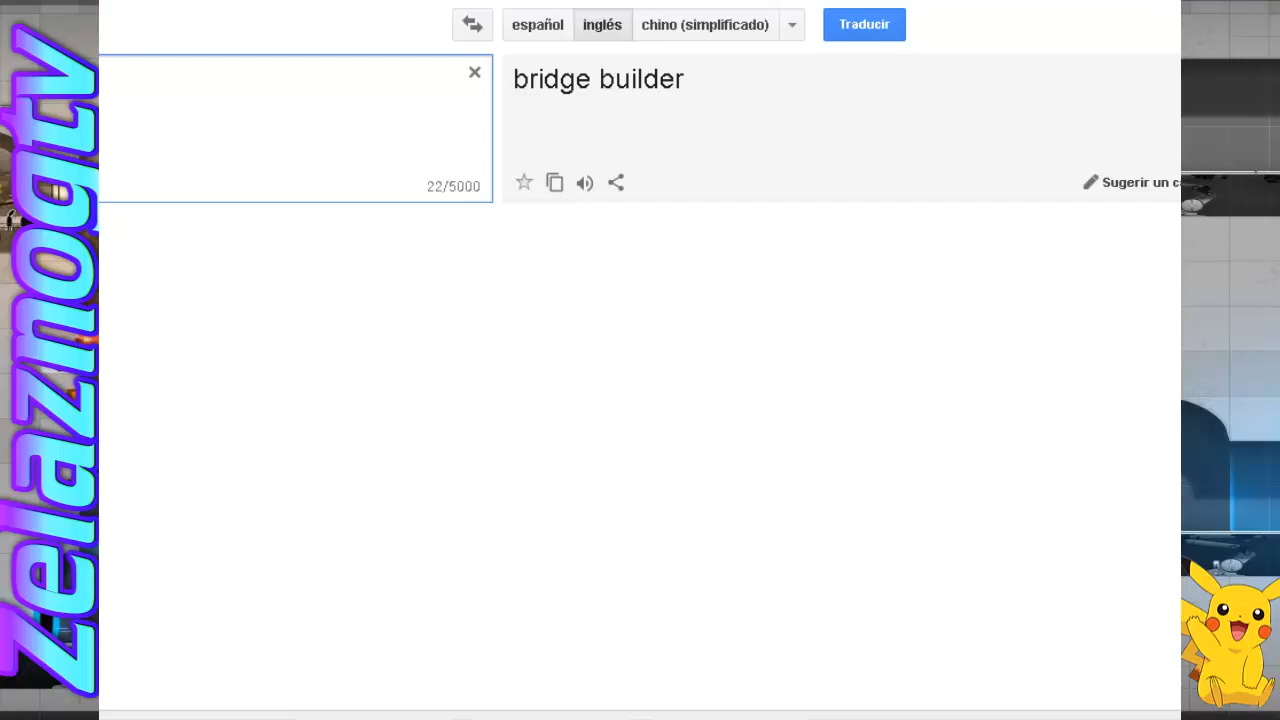 español inglés chino (simplificado) Traducir
bridge builder
22/5000
Sugerir un
Zelaznogtv